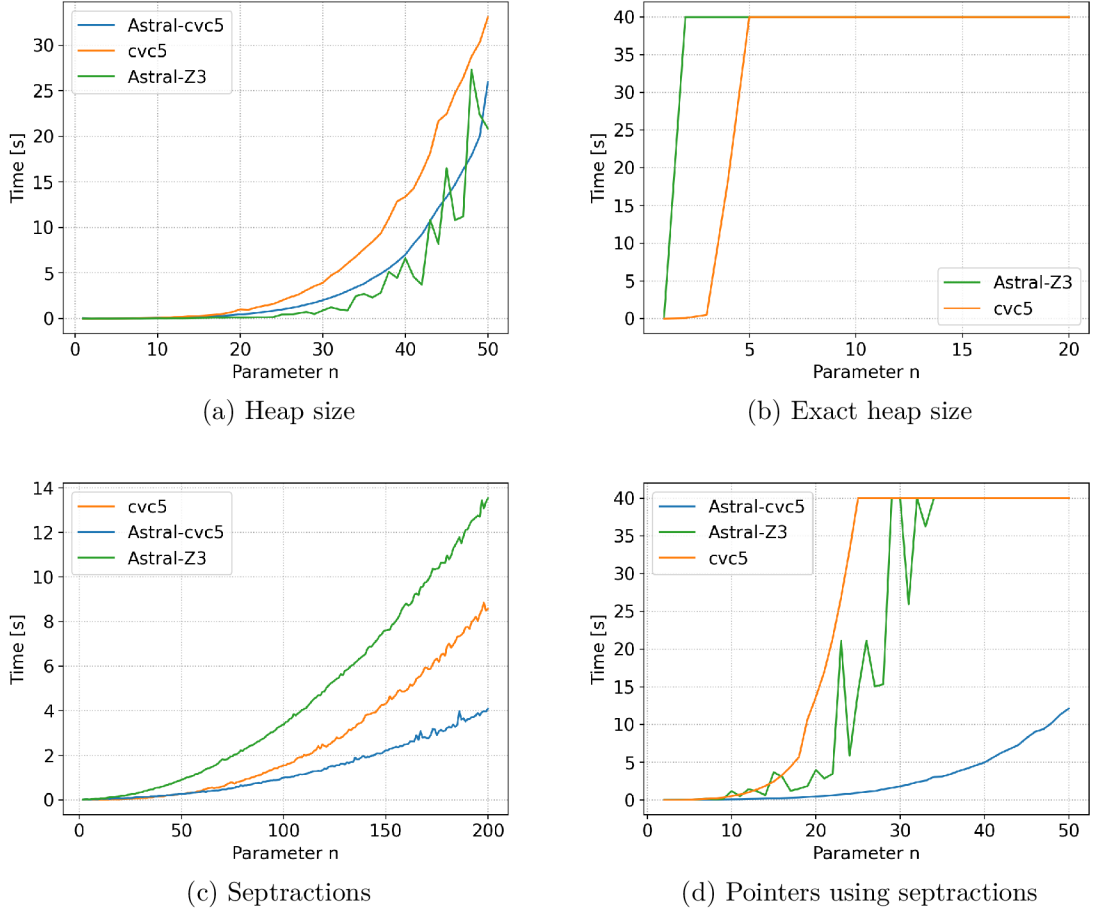 Astral-cvc5
cvc5
Astral-Z3
Time [s]
0
5
10
15
20
25
30
0 10 20 30 40 50
Parameter n
(a) Heap size
Astral-Z3
cvc5
Time [s]
40
35
30
25
20
15
10
5
0
5 10 15 20
Parameter n
(b) Exact heap size
cvc5
Astral-cvc5
Astral-Z3
Time [s]
14
12
10
8
6
4
2
0
0 50 100 150 200
Parameter n
(c) Septractions
Astral-cvc5
Astral-Z3
cvc5
Time [s]
40
35
30
25
20
15
10
5
0
0 10 20 30 40 50
Parameter n
(d) Pointers using septractions